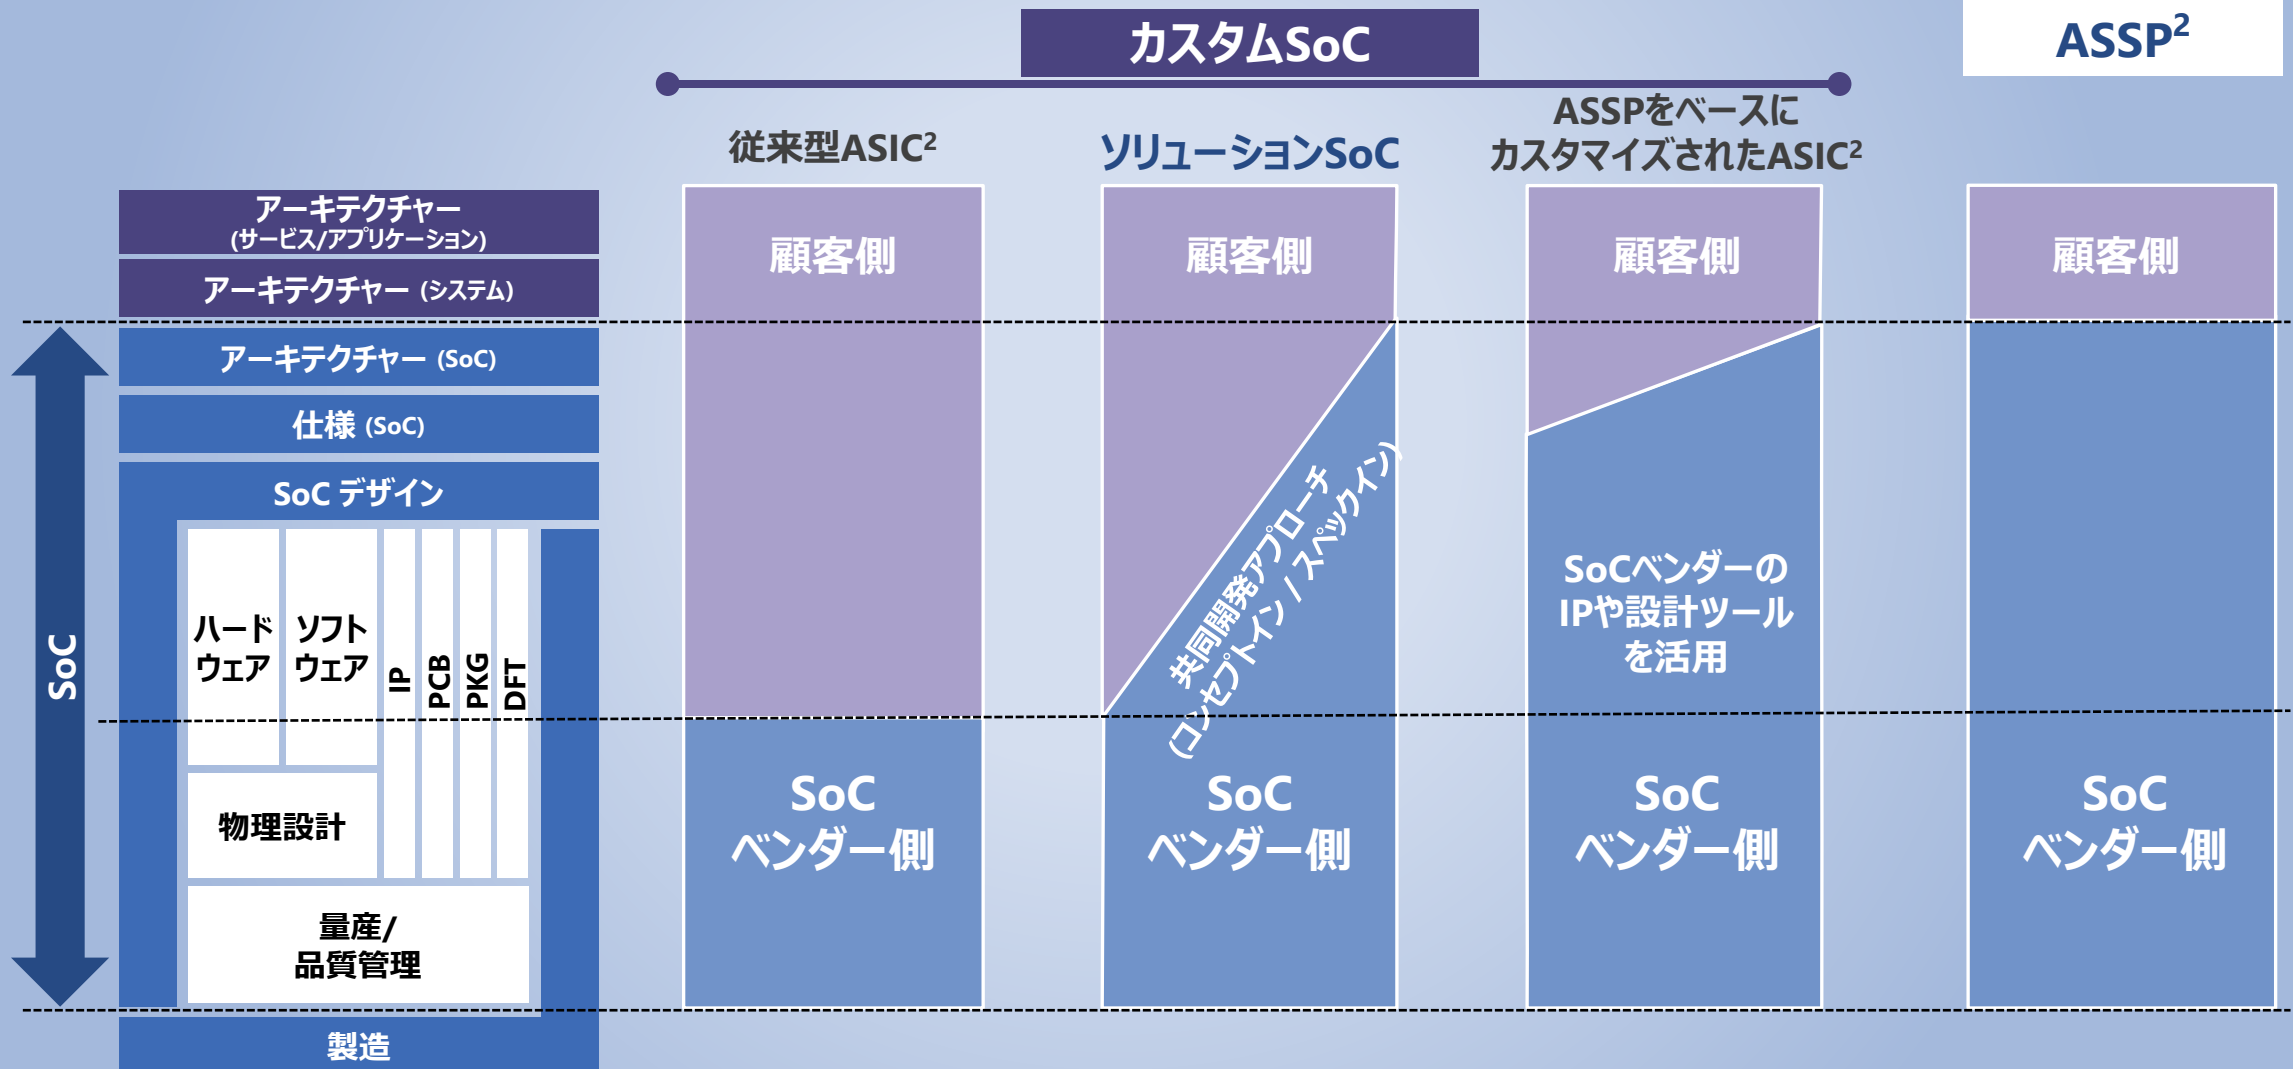 カスタムSoC
ASSP²
従来型ASIC²
ソリューションSoC
ASSPをベースに
カスタマイズされたASIC²
アーキテクチャー
(サービス/アプリケーション)
アーキテクチャー (システム)
アーキテクチャー (SoC)
仕様 (SoC)
SoC デザイン
ハード
ウェア
ソフト
ウェア
IP
PCB
PKG
DFT
物理設計
量産/
品質管理
製造
SoC
顧客側
SoC
ベンダー側
顧客側
共同開発アプローチ
(コンセプトイン / スペックイン)
SoC
ベンダー側
顧客側
SoCベンダーの
IPや設計ツール
を活用
SoC
ベンダー側
顧客側
SoC
ベンダー側